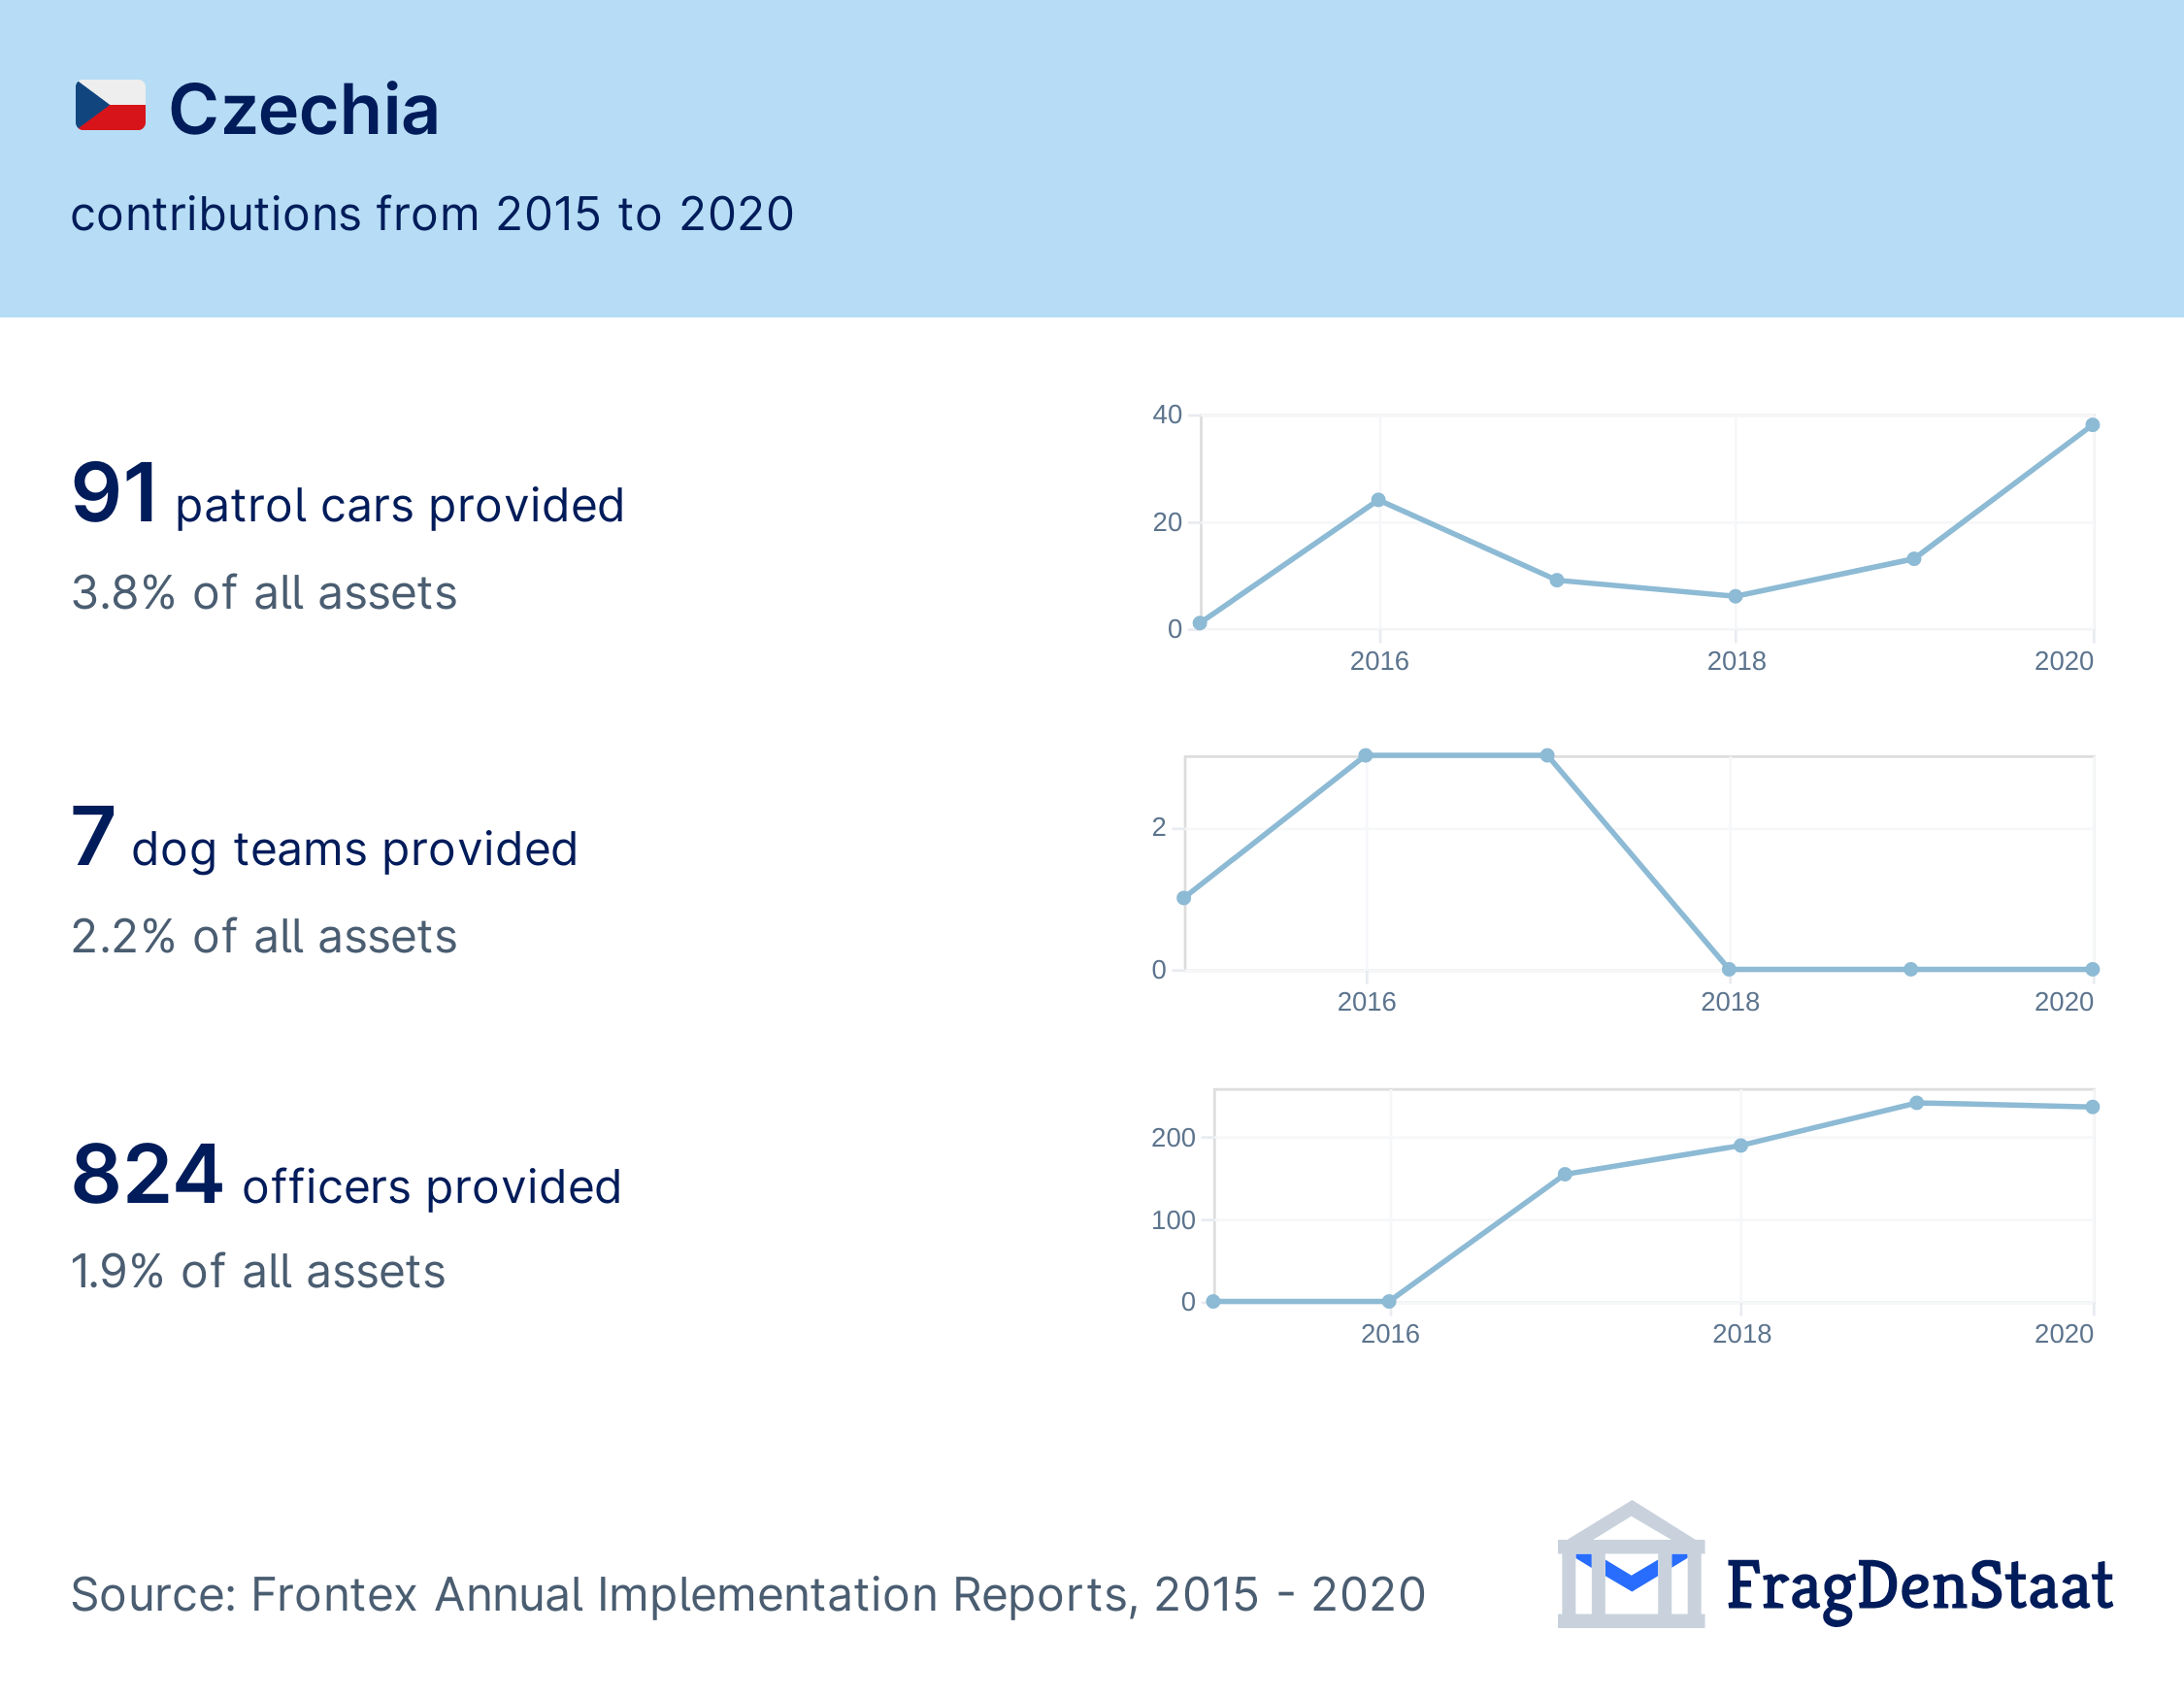 Czechia
contributions from 2015 to 2020
91 patrol cars provided
3.8% of all assets
40
20
0
2016 2018 2020
7 dog teams provided
2.2% of all assets
2
0
2016 2018 2020
824 officers provided
1.9% of all assets
200
100
0
2016 2018 2020
Source: Frontex Annual Implementation Reports, 2015 - 2020
FragDenStaat